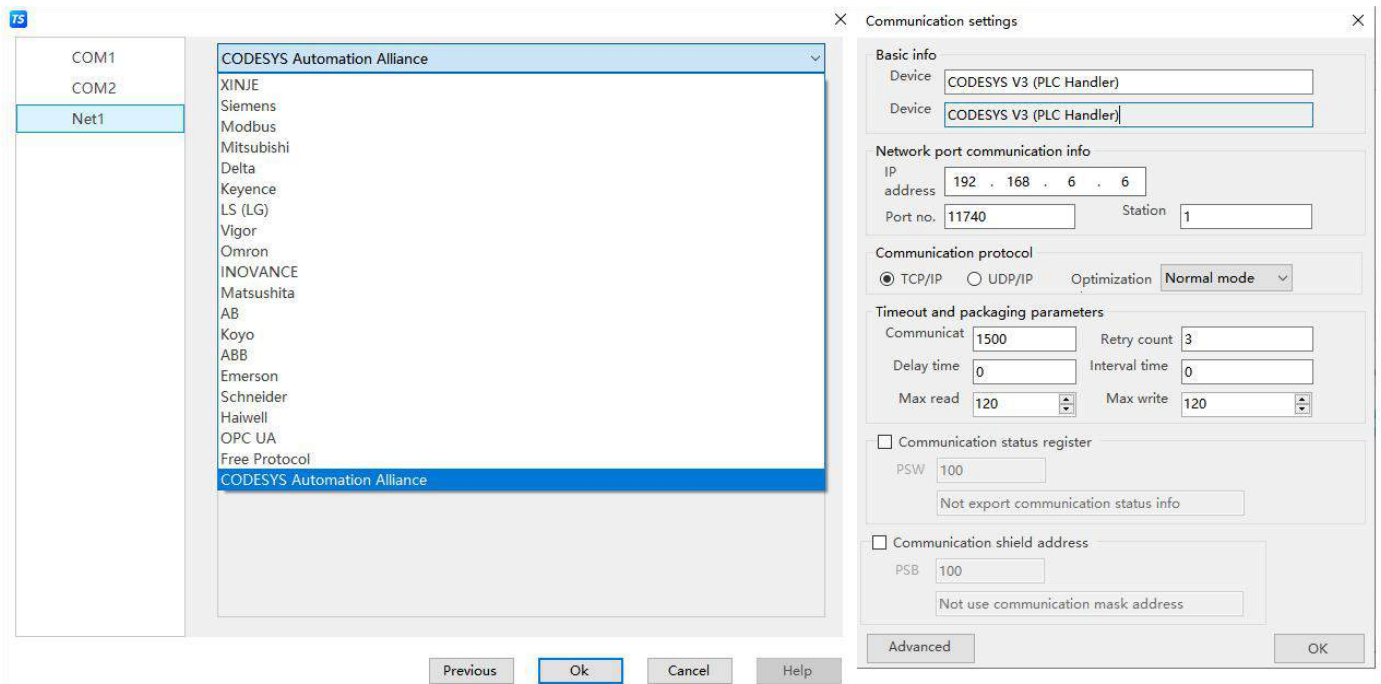 TS
COM1
COM2
Net1
CODESYS Automation Alliance
XINJE
Siemens
Modbus
Mitsubishi
Delta
Keyence
LS (LG)
Vigor
Omron
INOVANCE
Matsushita
AB
Koyo
ABB
Emerson
Schneider
Haiwell
OPC UA
Free Protocol
CODESYS Automation Alliance
Previous Ok Cancel Help
Communication settings
Basic info
Device CODESYS V3 (PLC Handler)
Device CODESYS V3 (PLC Handler)
Network port communication info
IP
address 192 . 168 . 6 . 6
Port no. 11740 Station 1
Communication protocol
TCP/IP UDP/IP Optimization Normal mode
Timeout and packaging parameters
Communicat 1500 Retry count 3
Delay time 0 Interval time 0
Max read 120 Max write 120
Communication status register
PSW 100
Not export communication status info
Communication shield address
PSB 100
Not use communication mask address
Advanced OK